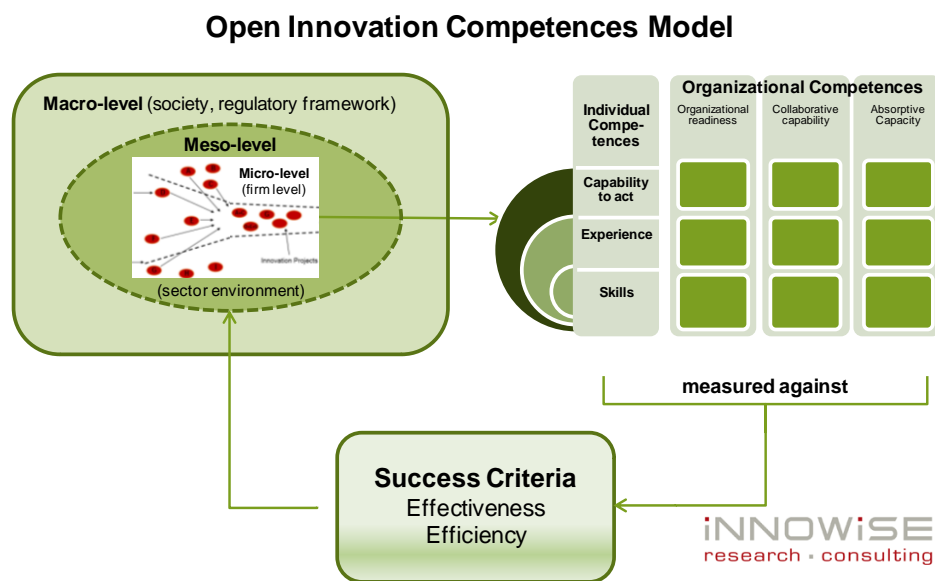 Open Innovation Competences Model
Macro-level (society, regulatory framework)
Meso-level
Micro-level
(firm level)
Innovation Projects
(sector environment)
Individual
Compe-
tences
Capability
to act
Experience
Skills
Organizational Competences
Organizational
readiness
Collaborative
capability
Absorptive
Capacity
measured against
Success Criteria
Effectiveness
Efficiency
iNNOWiSE
research · consulting